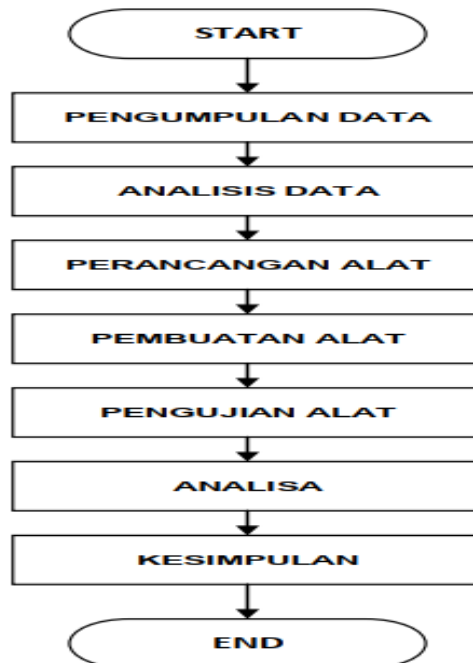 START
PENGUMPULAN DATA
ANALISIS DATA
PERANCANGAN ALAT
PEMBUATAN ALAT
PENGUJIAN ALAT
ANALISA
KESIMPULAN
END